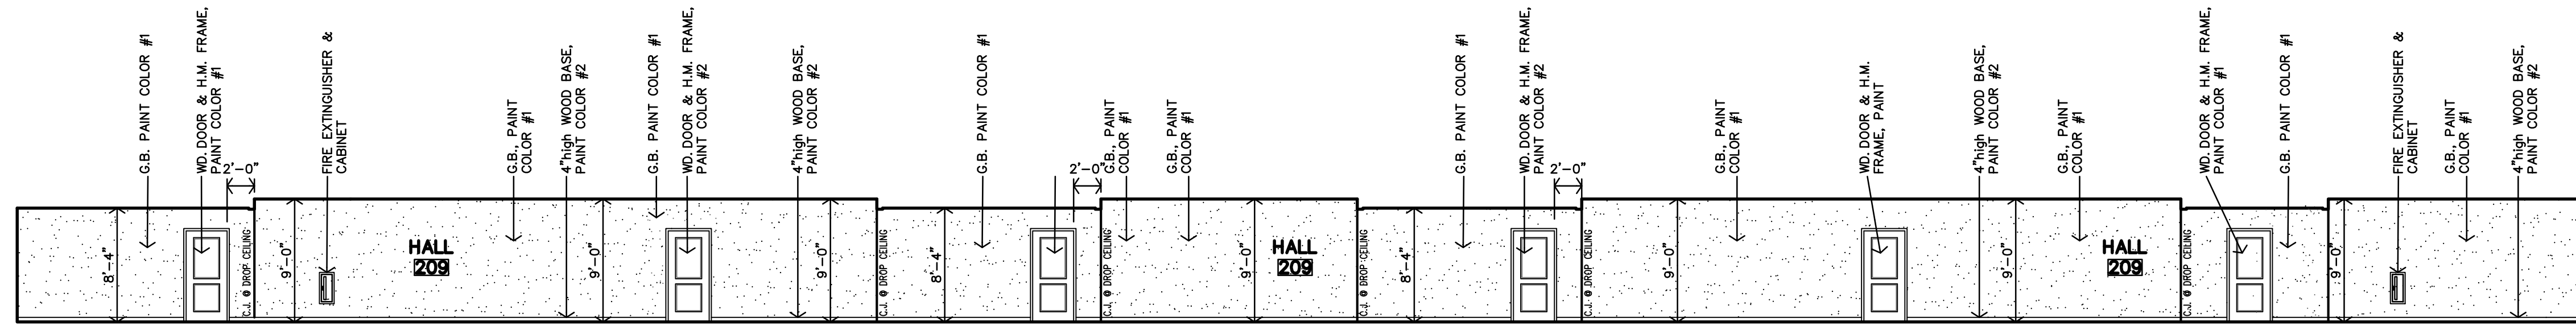 G.B. PAINT COLOR #1
WD. DOOR & H.M. FRAME,
PAINT COLOR #1
2'-0"
FIRE EXTINGUISHER &
CABINET
G.B., PAINT
COLOR #1
4"high WOOD BASE,
PAINT COLOR #2
G.B. PAINT COLOR #1
WD. DOOR & H.M. FRAME,
PAINT COLOR #2
4"high WOOD BASE,
PAINT COLOR #2
G.B. PAINT COLOR #1
2'-0"
G.B., PAINT
COLOR #1
G.B., PAINT
COLOR #1
G.B. PAINT COLOR #1
WD. DOOR & H.M. FRAME,
PAINT COLOR #2
2'-0"
G.B., PAINT
COLOR #1
WD. DOOR & H.M.
FRAME, PAINT
4"high WOOD BASE,
PAINT COLOR #2
G.B., PAINT
COLOR #1
WD. DOOR & H.M. FRAME,
PAINT COLOR #1
G.B. PAINT COLOR #1
FIRE EXTINGUISHER &
CABINET
G.B., PAINT
COLOR #1
4"high WOOD BASE,
PAINT COLOR #2
8'-4"
C.J. @ DROP CEILING
9'-0"
HALL
209
9'-0"
9'-0"
C.J. @ DROP CEILING
8'-4"
C.J. @ DROP CEILING
9'-0"
HALL
209
C.J. @ DROP CEILING
8'-4"
C.J. @ DROP CEILING
9'-0"
9'-0"
HALL
209
C.J. @ DROP CEILING
C.J. @ DROP CEILING
9'-0"